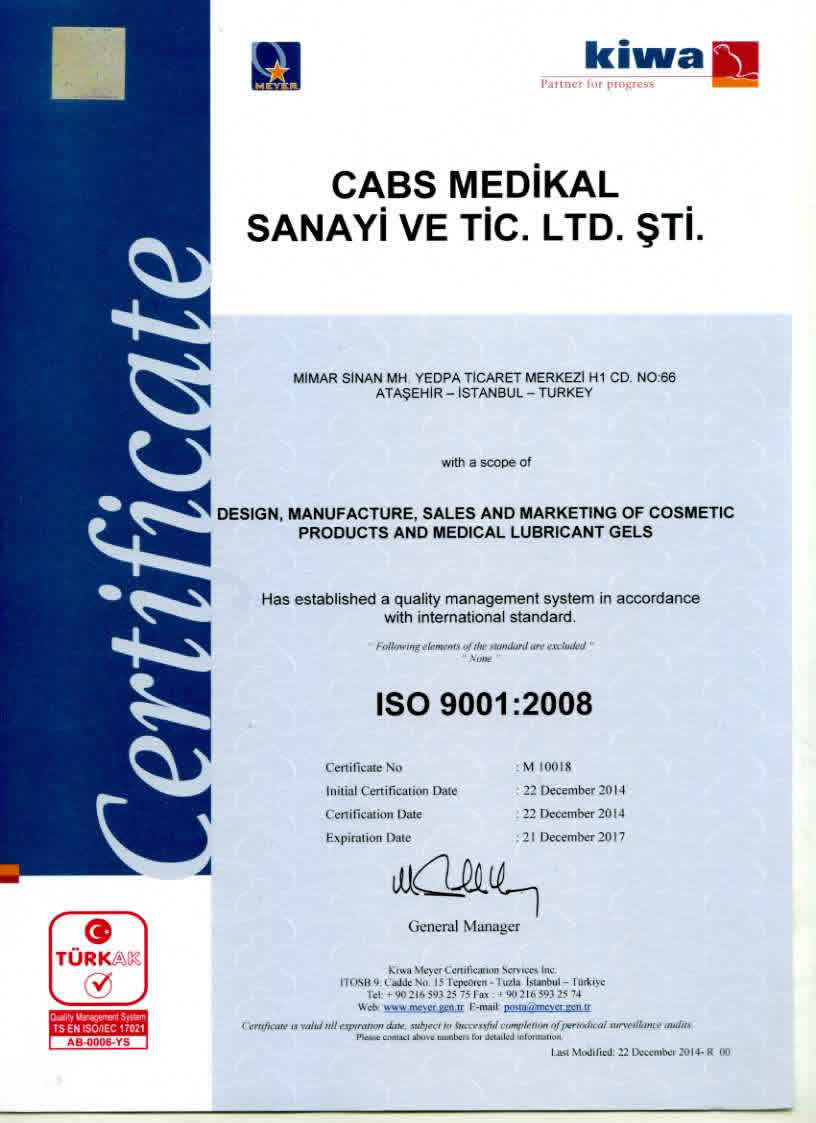 MEYER
kiwa
Partner for progress
CABS MEDİKAL
SANAYİ VE TİC. LTD. ŞTİ.
Certificate
MİMAR SİNAN MH. YEDPA TİCARET MERKEZİ H1 CD. NO:66
ATAŞEHİR – İSTANBUL – TURKEY
with a scope of
DESIGN, MANUFACTURE, SALES AND MARKETING OF COSMETIC
PRODUCTS AND MEDICAL LUBRICANT GELS
Has established a quality management system in accordance
with international standard.
" Following elements of the standard are excluded "
" None "
ISO 9001:2008
Certificate No : M 10018
Initial Certification Date : 22 December 2014
Certification Date : 22 December 2014
Expiration Date : 21 December 2017
General Manager
Kiwa Meyer Certification Services Inc.
ITOSB 9. Cadde No. 15 Tepeören - Tuzla İstanbul – Türkiye
Tel: + 90 216 593 25 75 Fax : + 90 216 593 25 74
Web: www.meyer.gen.tr E-mail: posta@meyer.gen.tr
Certificate is valid till expiration date, subject to successful completion of periodical surveillance audits.
Please contact above numbers for detailed information.
Last Modified: 22 December 2014- R 00
TÜRKAK
Quality Management System
TS EN ISO/IEC 17021
AB-0006-YS